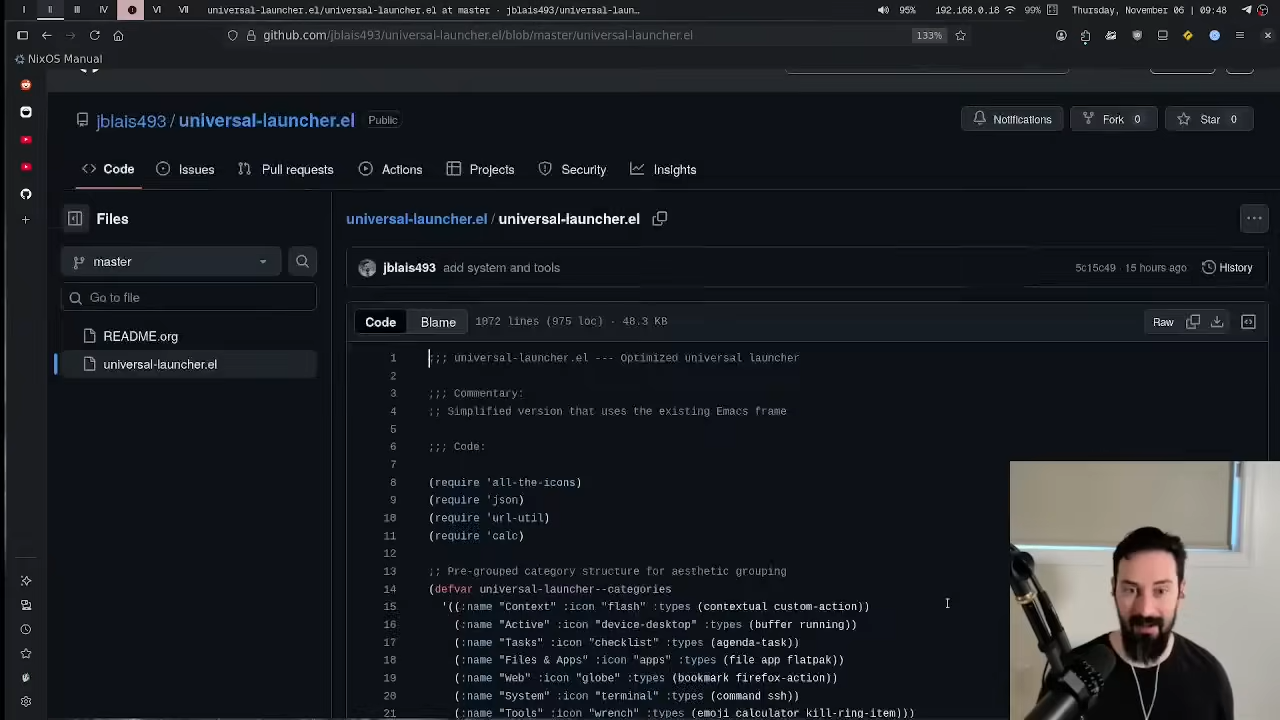 I II III IV VI VII universal-launcher.el/universal-launcher.el at master · jblais493/universal-laun... 95% 192.168.0.18 99% Thursday, November 06 | 09:48
github.com/jblais493/universal-launcher.el/blob/master/universal-launcher.el 133%
NixOS Manual
jblais493 / universal-launcher.el Public Notifications Fork 0 Star 0
Code Issues Pull requests Actions Projects Security Insights
Files
master
Go to file
README.org
universal-launcher.el
universal-launcher.el / universal-launcher.el
jblais493 add system and tools 5c15c49 · 15 hours ago History
Code Blame 1072 lines (975 loc) · 48.3 KB Raw
1 ;;; universal-launcher.el --- Optimized universal launcher
2
3 ;;; Commentary:
4 ;; Simplified version that uses the existing Emacs frame
5
6 ;;; Code:
7
8 (require 'all-the-icons)
9 (require 'json)
10 (require 'url-util)
11 (require 'calc)
12
13 ;; Pre-grouped category structure for aesthetic grouping
14 (defvar universal-launcher--categories
15 '((:name "Context" :icon "flash" :types (contextual custom-action))
16 (:name "Active" :icon "device-desktop" :types (buffer running))
17 (:name "Tasks" :icon "checklist" :types (agenda-task))
18 (:name "Files & Apps" :icon "apps" :types (file app flatpak))
19 (:name "Web" :icon "globe" :types (bookmark firefox-action))
20 (:name "System" :icon "terminal" :types (command ssh))
21 (:name "Tools" :icon "wrench" :types (emoji calculator kill-ring-item)))